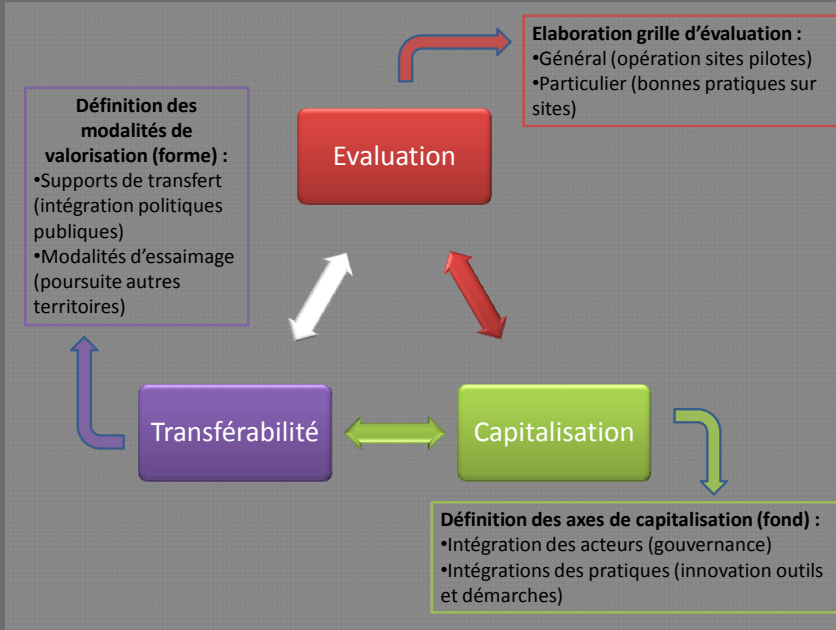 Elaboration grille d'évaluation :
•Général (opération sites pilotes)
•Particulier (bonnes pratiques sur
sites)
Définition des
modalités de
valorisation (forme) :
•Supports de transfert
(intégration politiques
publiques)
•Modalités d'essaimage
(poursuite autres
territoires)
Evaluation
Transférabilité
Capitalisation
Définition des axes de capitalisation (fond) :
•Intégration des acteurs (gouvernance)
•Intégrations des pratiques (innovation outils
et démarches)